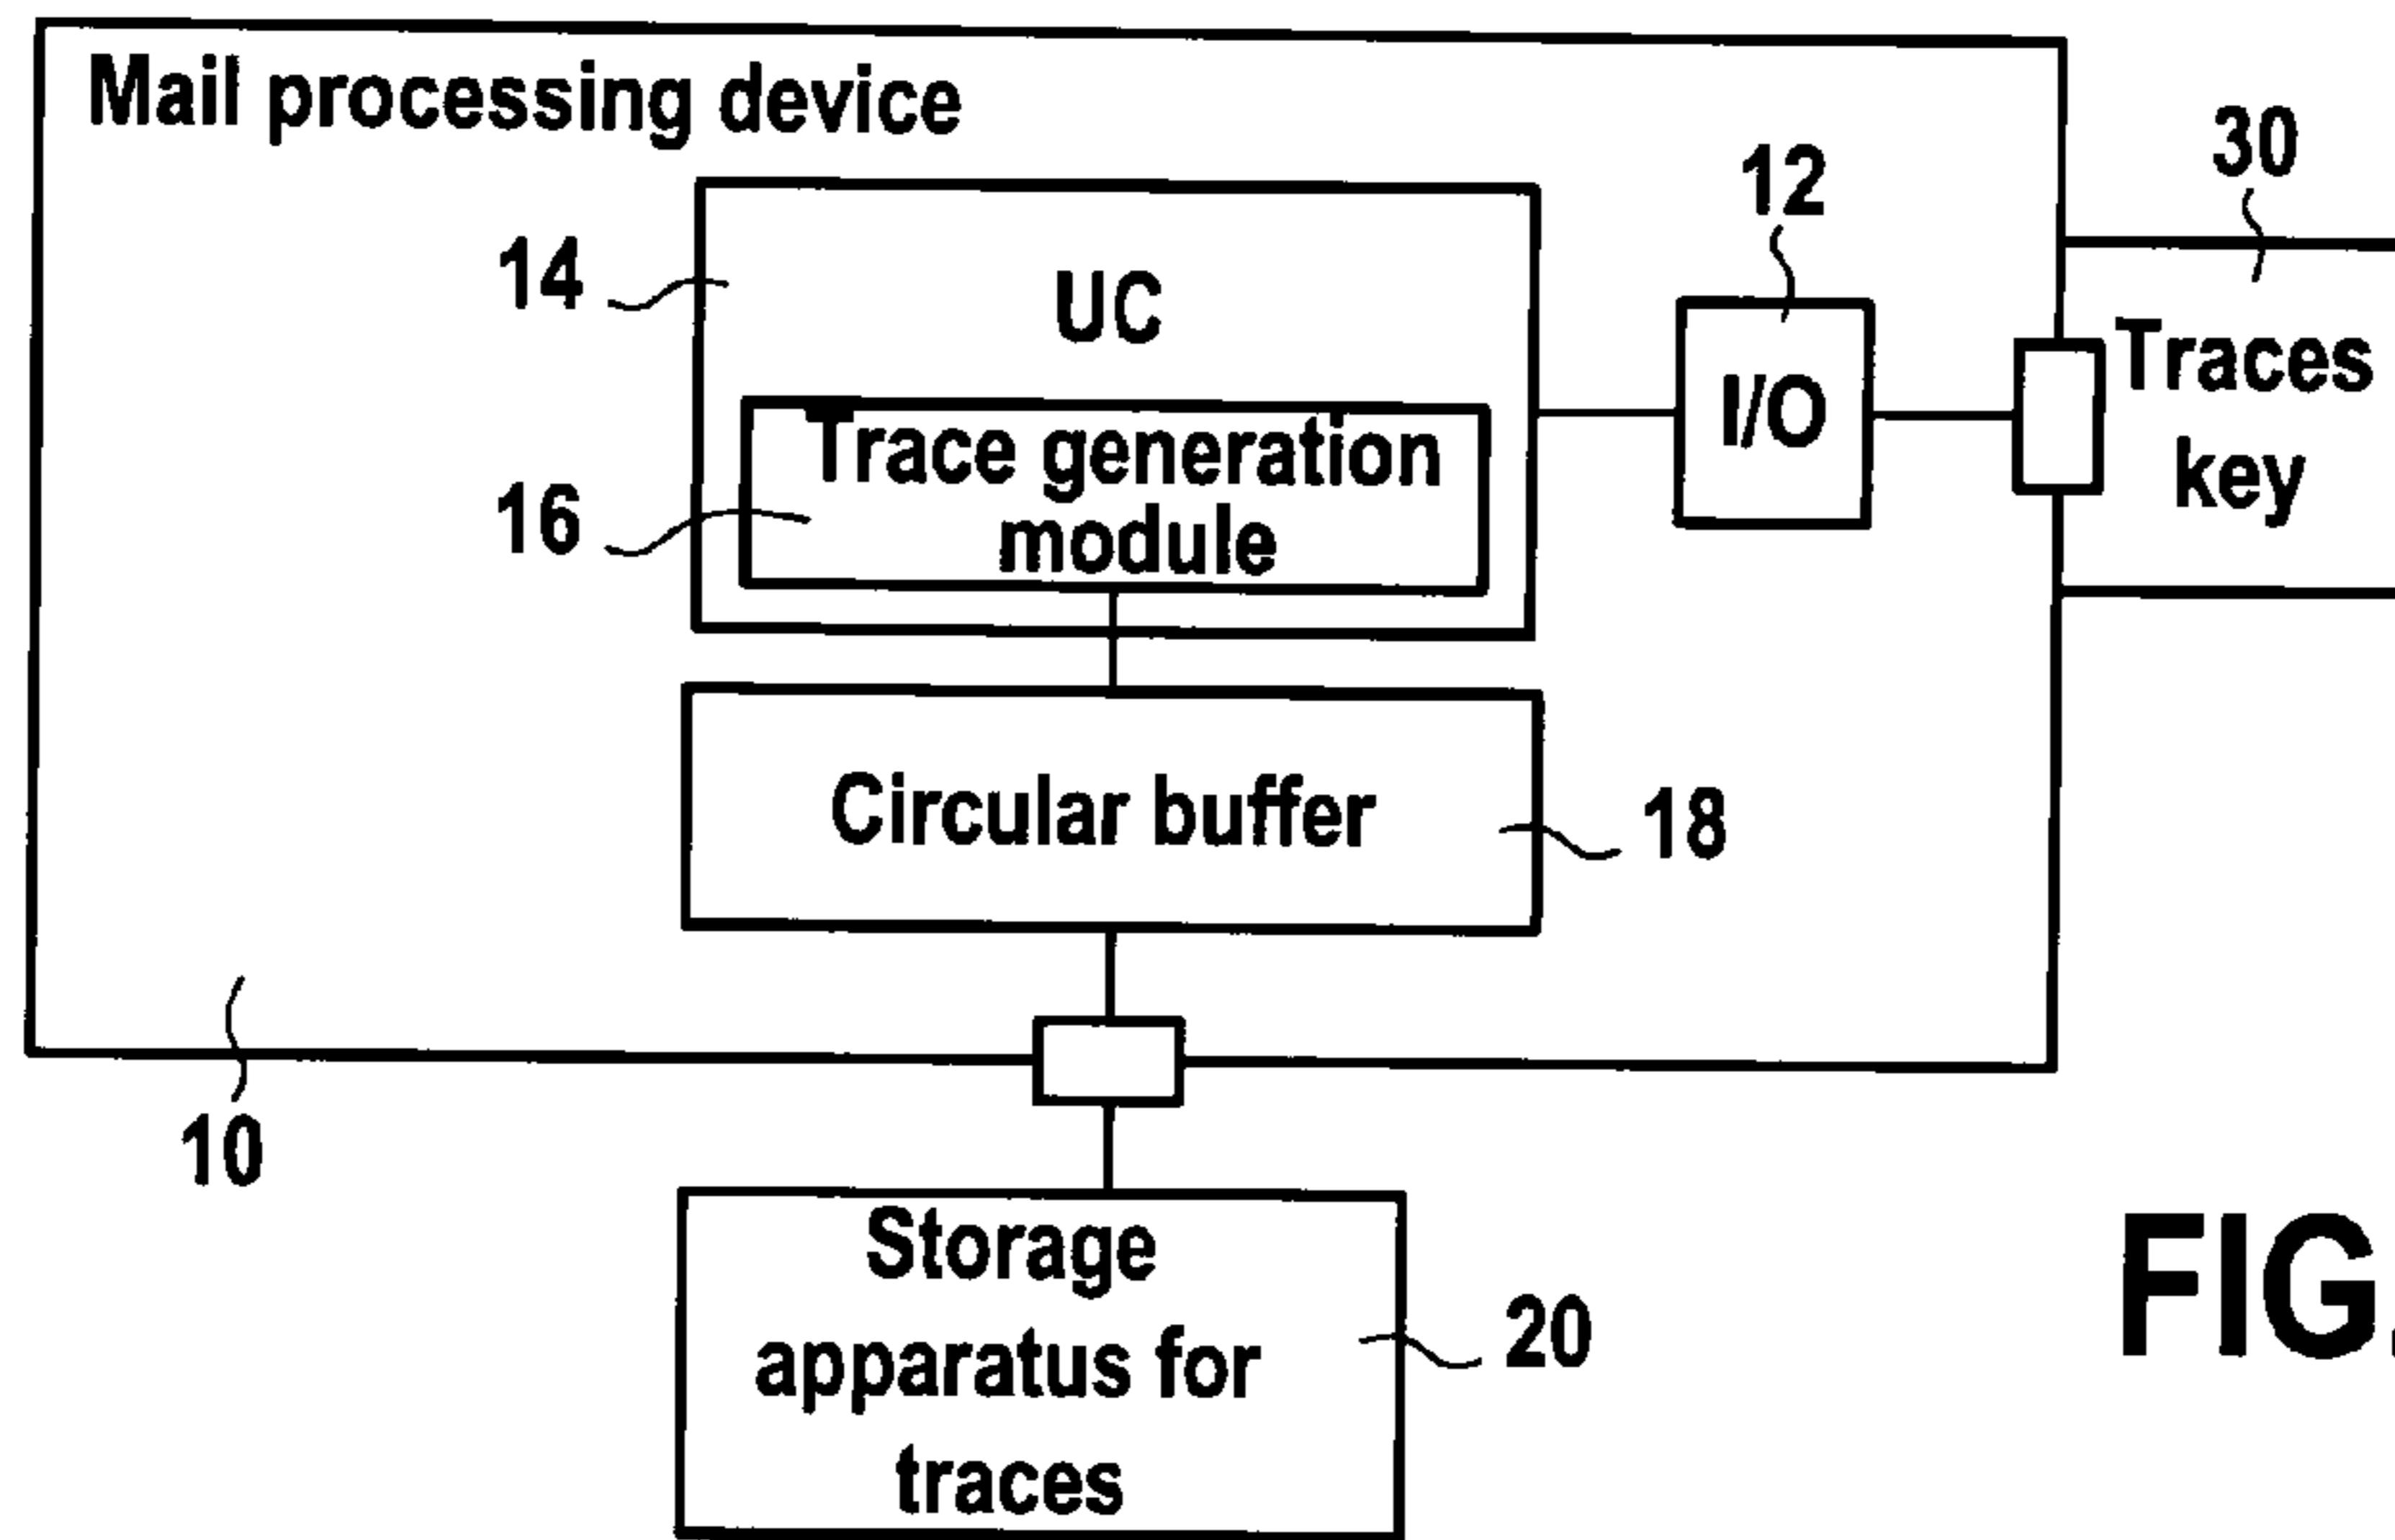 Mail processing device
30
12
14
UC
I/O
Traces
key
Trace generation
module
16
Circular buffer
18
10
Storage
apparatus for
traces
20
FIG.